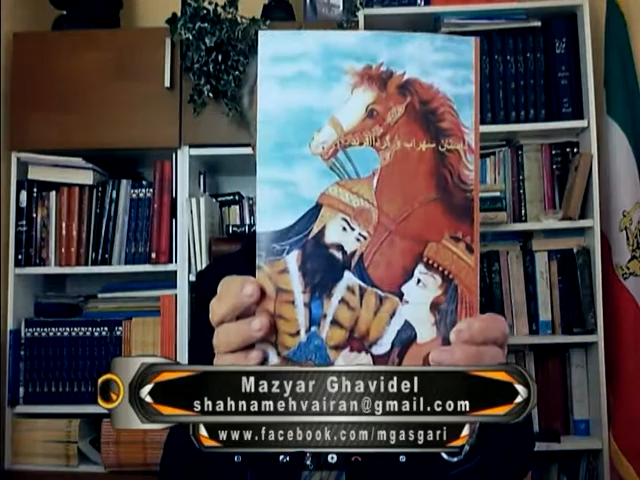 داستان سهراب و گردآفرید
Mazyar Ghavidel
shahnamehvairan@gmail.com
www.facebook.com/mgasgari